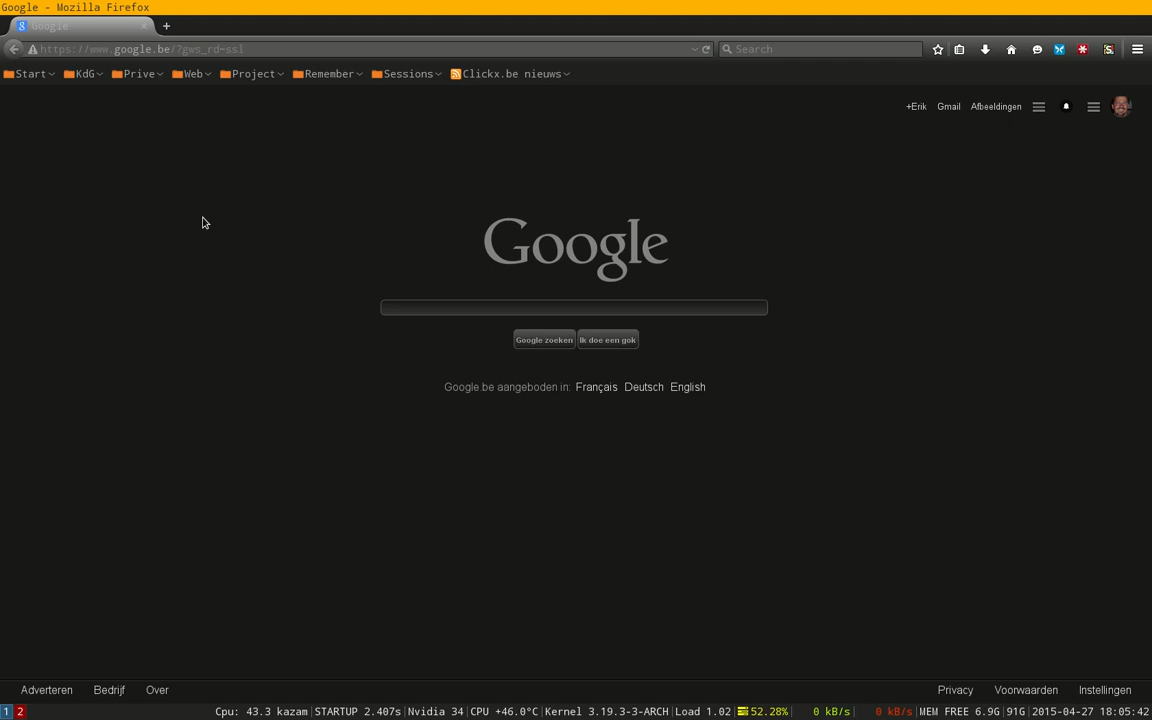 Google - Mozilla Firefox
Google
https://www.google.be/?gws_rd=ssl
Search
Start KdG Prive Web Project Remember Sessions Clickx.be nieuws
+Erik Gmail Afbeeldingen
Google
Google zoeken Ik doe een gok
Google.be aangeboden in: Français Deutsch English
Adverteren Bedrijf Over Privacy Voorwaarden Instellingen
1 2 Cpu: 43.3 kazam STARTUP 2.407s Nvidia 34 CPU +46.0°C Kernel 3.19.3-3-ARCH Load 1.02 52.28% 0 kB/s 0 kB/s MEM FREE 6.9G 91G 2015-04-27 18:05:42